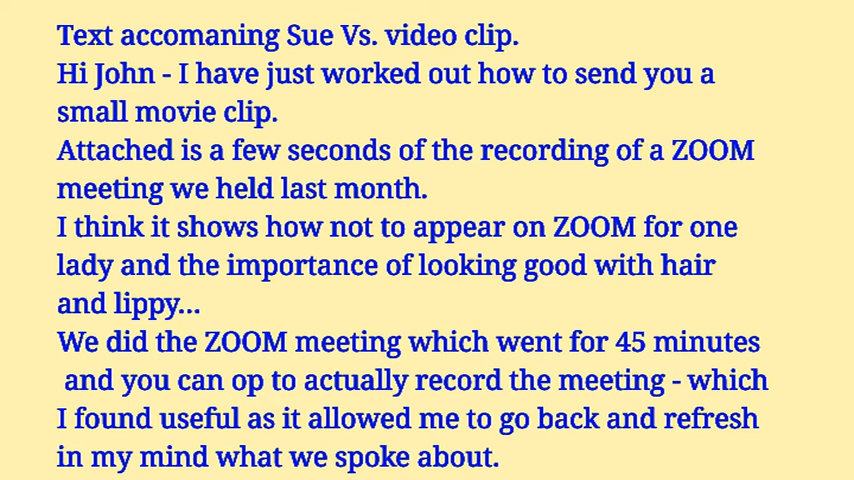 Text accomaning Sue Vs. video clip.
Hi John - I have just worked out how to send you a
small movie clip.
Attached is a few seconds of the recording of a ZOOM
meeting we held last month.
I think it shows how not to appear on ZOOM for one
lady and the importance of looking good with hair
and lippy...
We did the ZOOM meeting which went for 45 minutes
and you can op to actually record the meeting - which
I found useful as it allowed me to go back and refresh
in my mind what we spoke about.